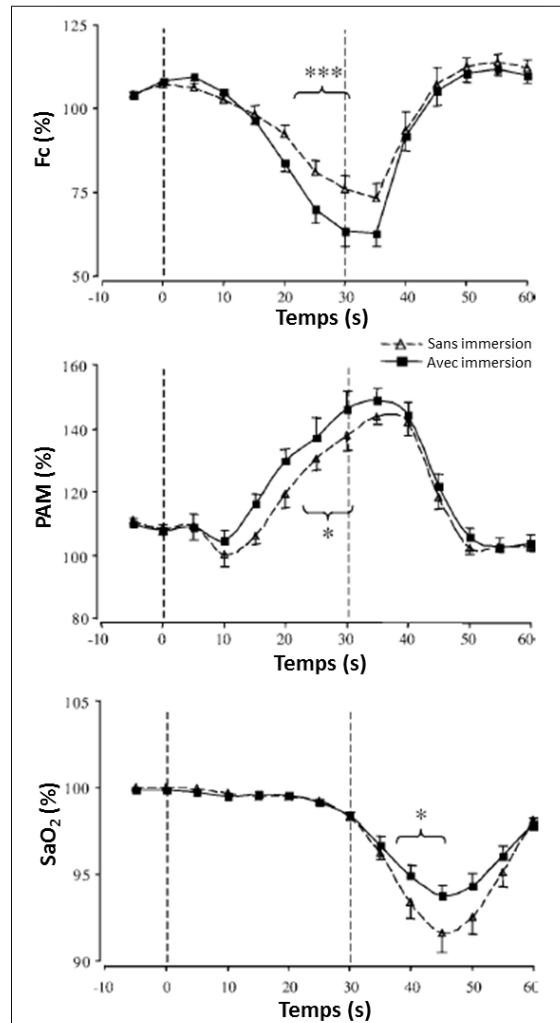 125
100
75
50
Fc (%)
***
-10 0 10 20 30 40 50 60
Temps (s)
Sans immersion
Avec immersion
160
140
120
100
80
PAM (%)
*
-10 0 10 20 30 40 50 60
Temps (s)
105
100
95
90
SaO₂ (%)
*
-10 0 10 20 30 40 50 60
Temps (s)